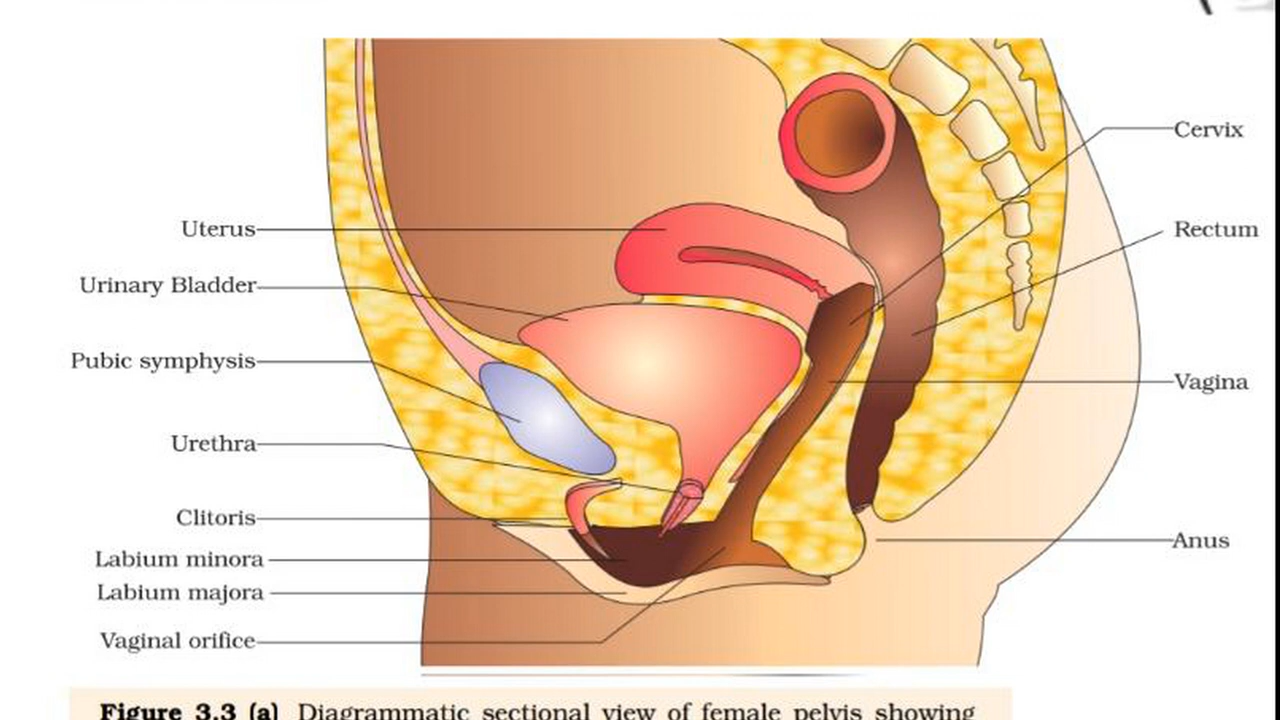 Cervix
Uterus
Rectum
Urinary Bladder
Pubic symphysis
Vagina
Urethra
Clitoris
Anus
Labium minora
Labium majora
Vaginal orifice
Figure 3.3 (a) Diagrammatic sectional view of female pelvis showing